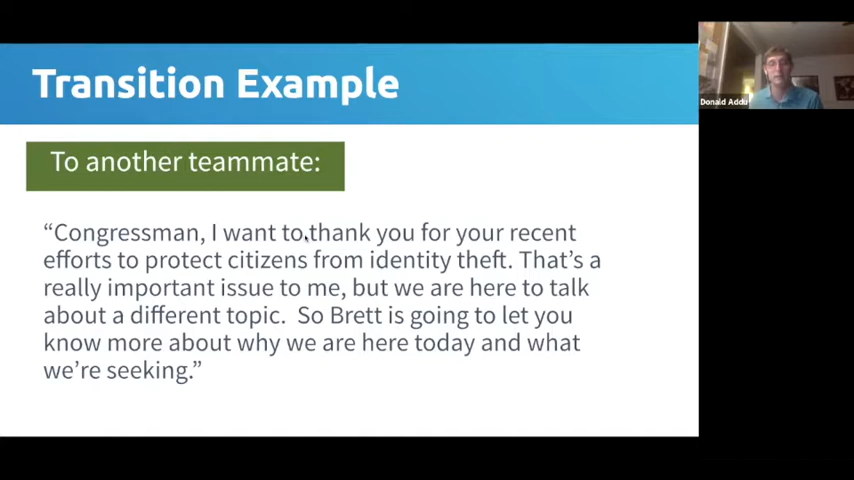 Transition Example
Donald Addu
To another teammate:
“Congressman, I want to thank you for your recent
efforts to protect citizens from identity theft. That’s a
really important issue to me, but we are here to talk
about a different topic.  So Brett is going to let you
know more about why we are here today and what
we’re seeking.”